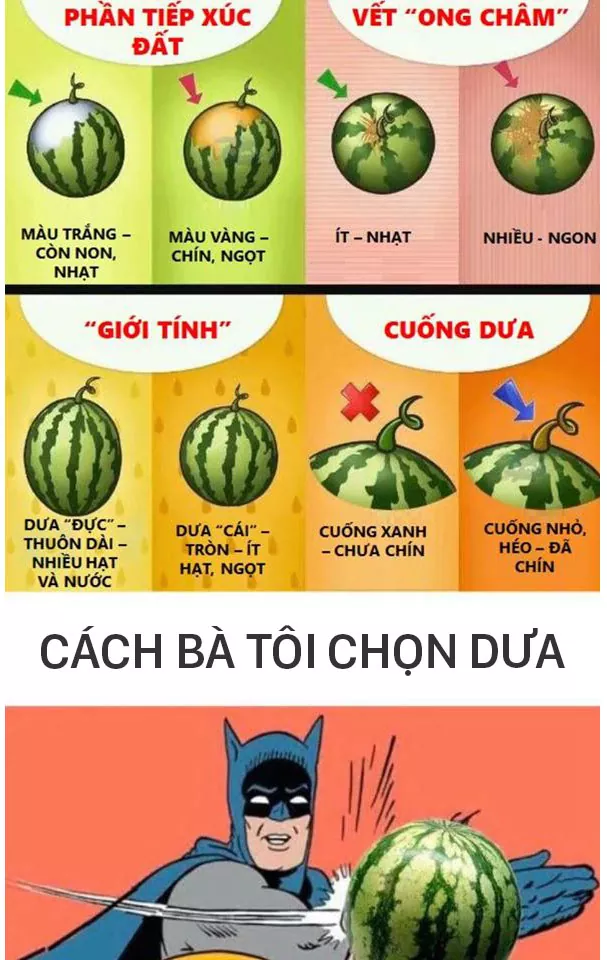 PHẦN TIẾP XÚC
ĐẤT
VẾT “ONG CHÂM”
MÀU TRẮNG –
CÒN NON,
NHẠT
MÀU VÀNG –
CHÍN, NGỌT
ÍT – NHẠT
NHIỀU - NGON
“GIỚI TÍNH”
CUỐNG DƯA
DƯA “ĐỰC” –
THUÔN DÀI –
NHIỀU HẠT
VÀ NƯỚC
DƯA “CÁI” –
TRÒN – ÍT
HẠT, NGỌT
CUỐNG XANH
– CHƯA CHÍN
CUỐNG NHỎ,
HÉO – ĐÃ
CHÍN
CÁCH BÀ TÔI CHỌN DƯA